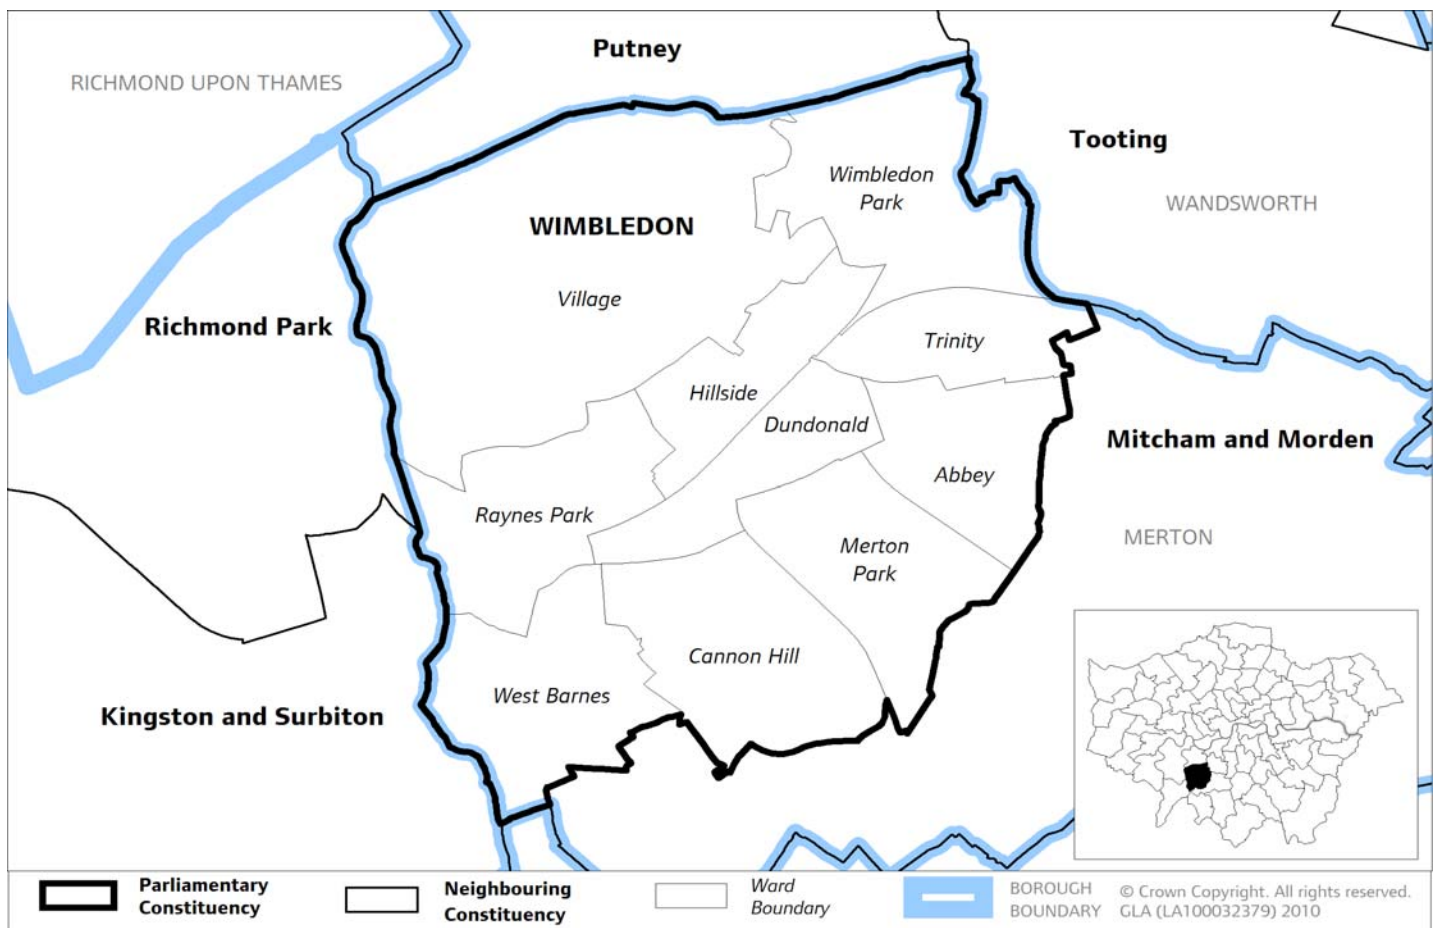 Putney
RICHMOND UPON THAMES
Tooting
Wimbledon
Park
WANDSWORTH
WIMBLEDON
Village
Richmond Park
Trinity
Hillside
Dundonald
Mitcham and Morden
Abbey
Raynes Park
MERTON
Merton
Park
Cannon Hill
West Barnes
Kingston and Surbiton
Parliamentary
Constituency
Neighbouring
Constituency
Ward
Boundary
BOROUGH
BOUNDARY
© Crown Copyright. All rights reserved.
GLA (LA100032379) 2010